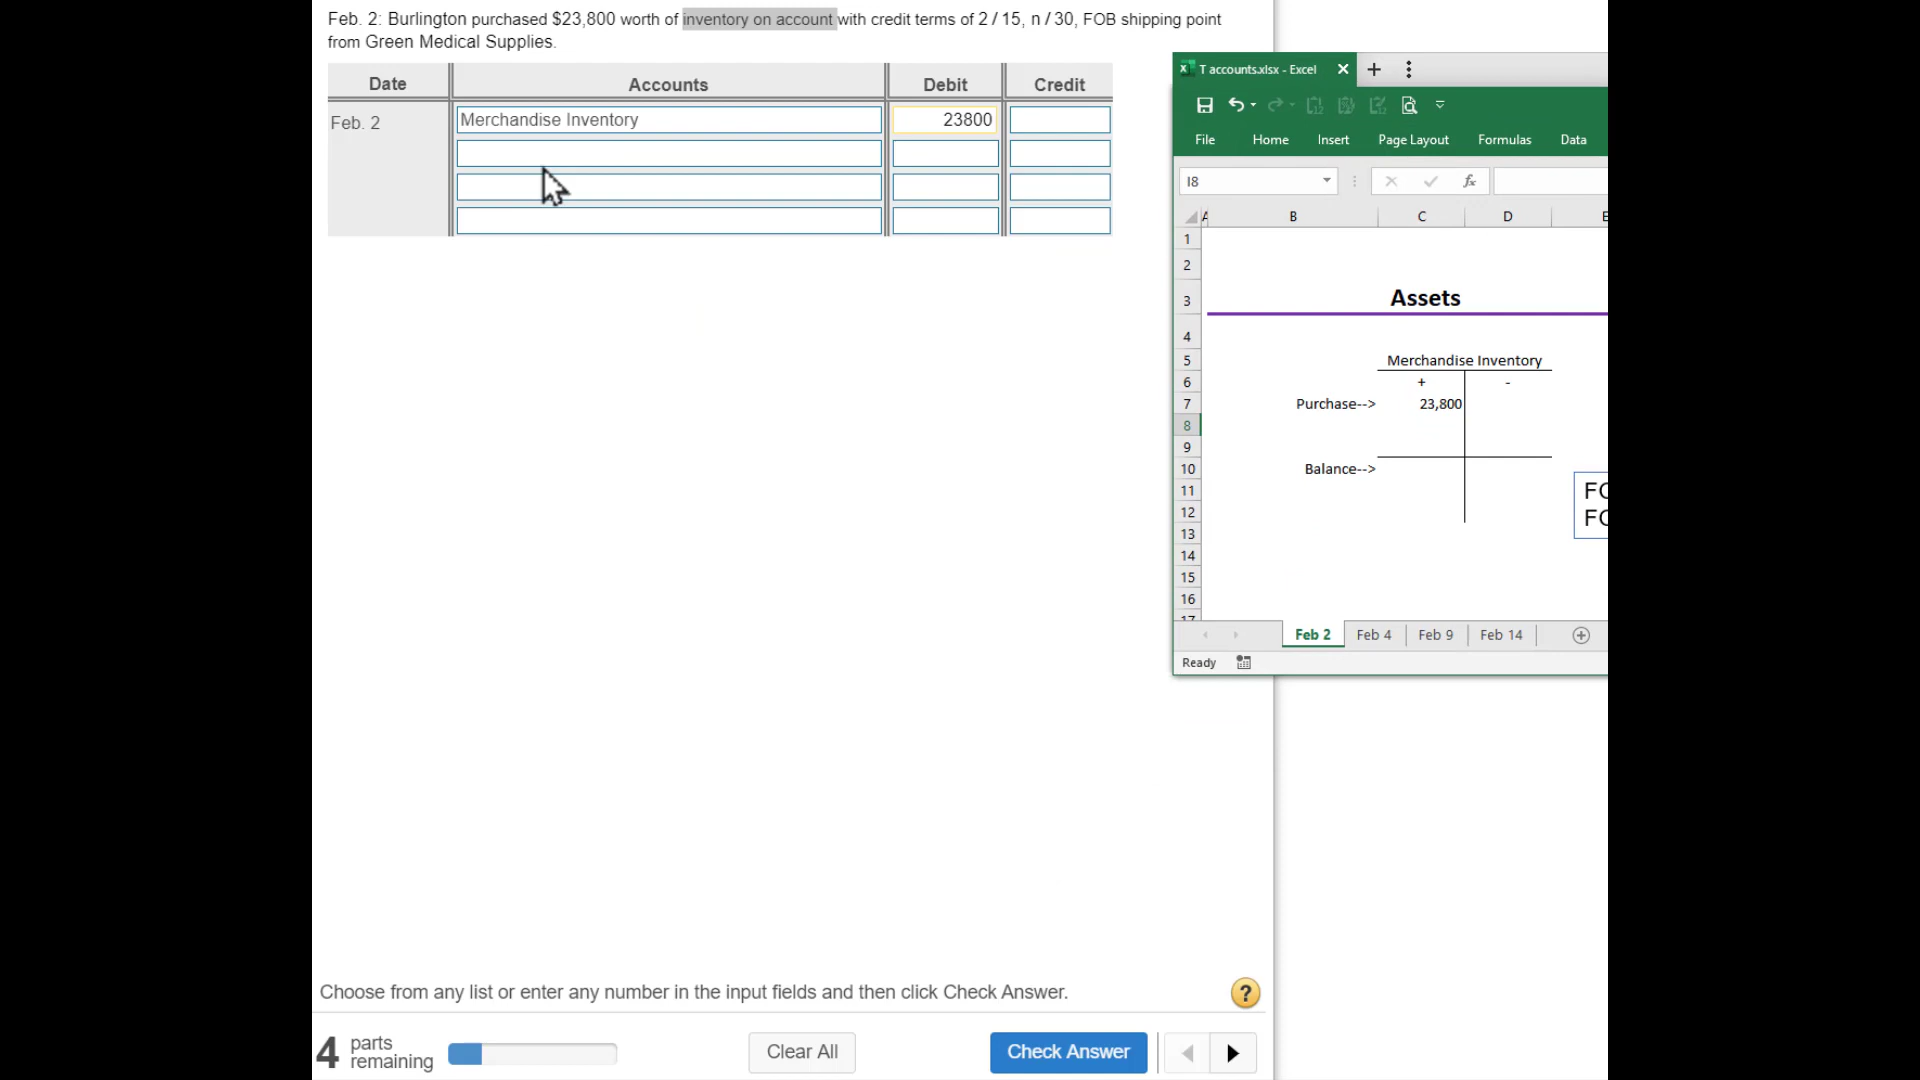 Feb. 2: Burlington purchased $23,800 worth of inventory on account with credit terms of 2 / 15, n / 30, FOB shipping point
from Green Medical Supplies.
Date Accounts Debit Credit
Feb. 2 Merchandise Inventory 23800
T accounts.xlsx - Excel
File Home Insert Page Layout Formulas Data
I8 fx
A B C D E
1
2
3 Assets
4
5 Merchandise Inventory
6 + -
7 Purchase--> 23,800
8
9
10 Balance-->
11
12
13
14
15
16
17
FO
FO
Feb 2 Feb 4 Feb 9 Feb 14
Ready
Choose from any list or enter any number in the input fields and then click Check Answer.
?
4 parts
remaining
Clear All
Check Answer